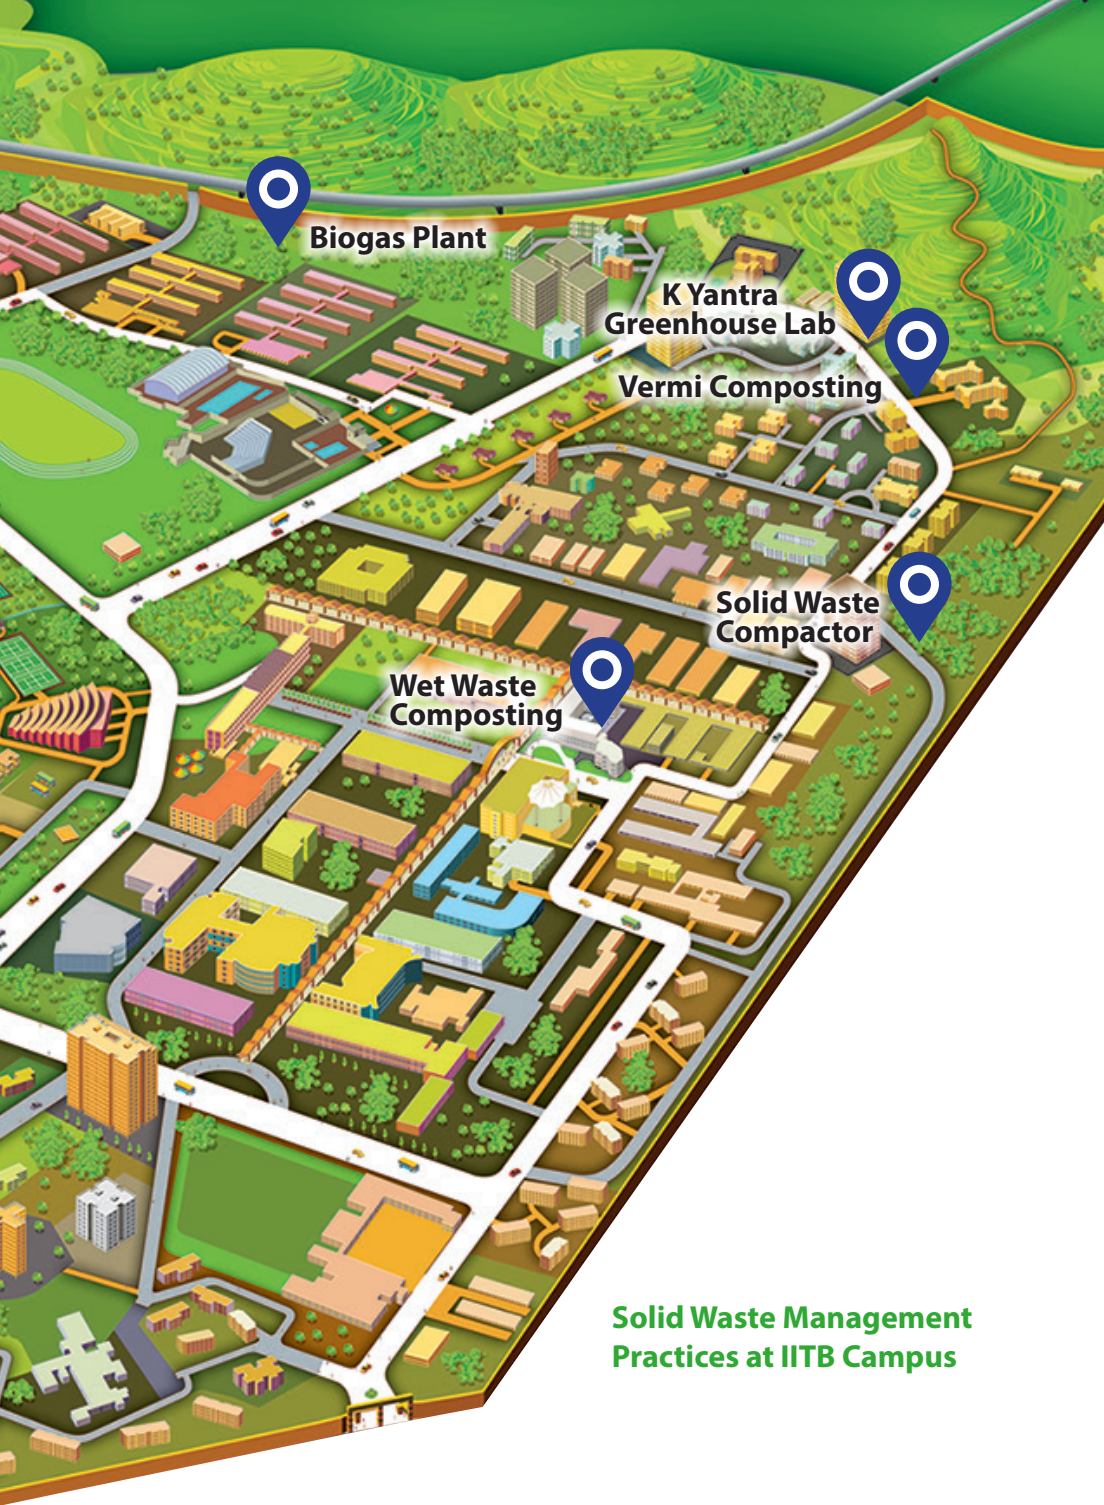 Biogas Plant
K Yantra
Greenhouse Lab
Vermi Composting
Solid Waste
Compactor
Wet Waste
Composting
Solid Waste Management
Practices at IITB Campus